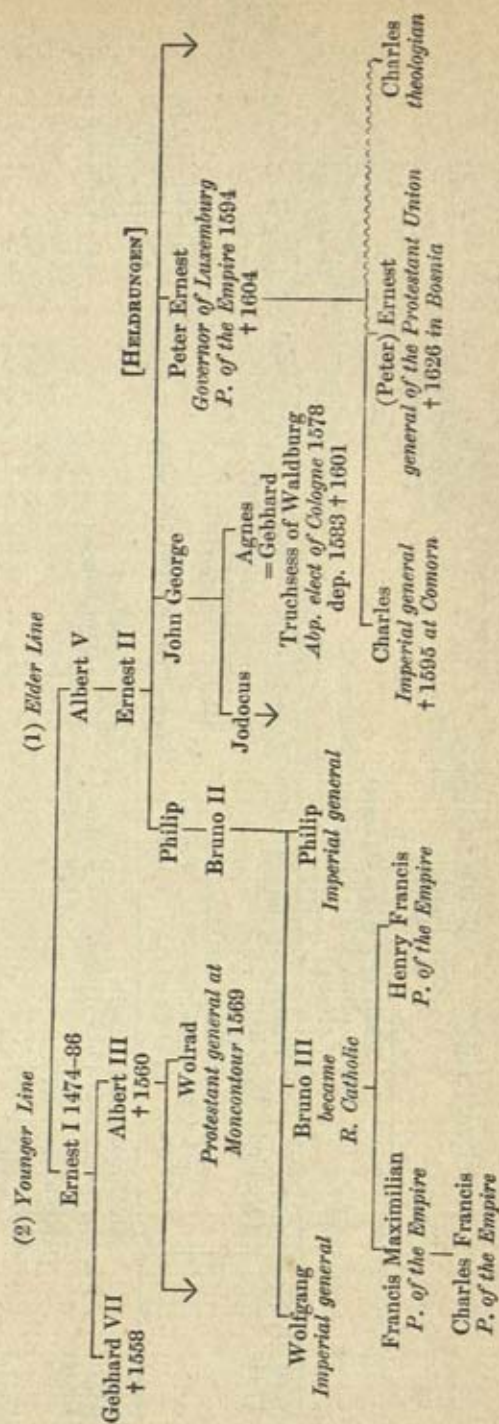 (2) Younger Line
(1) Elder Line
Ernest I 1474–86
Albert V
Gebhard VII
† 1558
Albert III
† 1560
Ernest II
Wolrad
Protestant general at
Moncontour 1569
Philip
John George
[HELDRUNGEN]
Peter Ernest
Governor of Luxemburg
P. of the Empire 1594
† 1604
Bruno II
Jodocus
Agnes
=Gebhard
Truchsess of Waldburg
Abp. elect of Cologne 1578
dep. 1583 † 1601
Wolfgang
Imperial general
Bruno III
became
R. Catholic
Philip
Imperial general
Charles
Imperial general
† 1595 at Comorn
(Peter) Ernest
general of the Protestant Union
† 1626 in Bosnia
Charles
theologian
Francis Maximilian
P. of the Empire
Henry Francis
P. of the Empire
Charles Francis
P. of the Empire